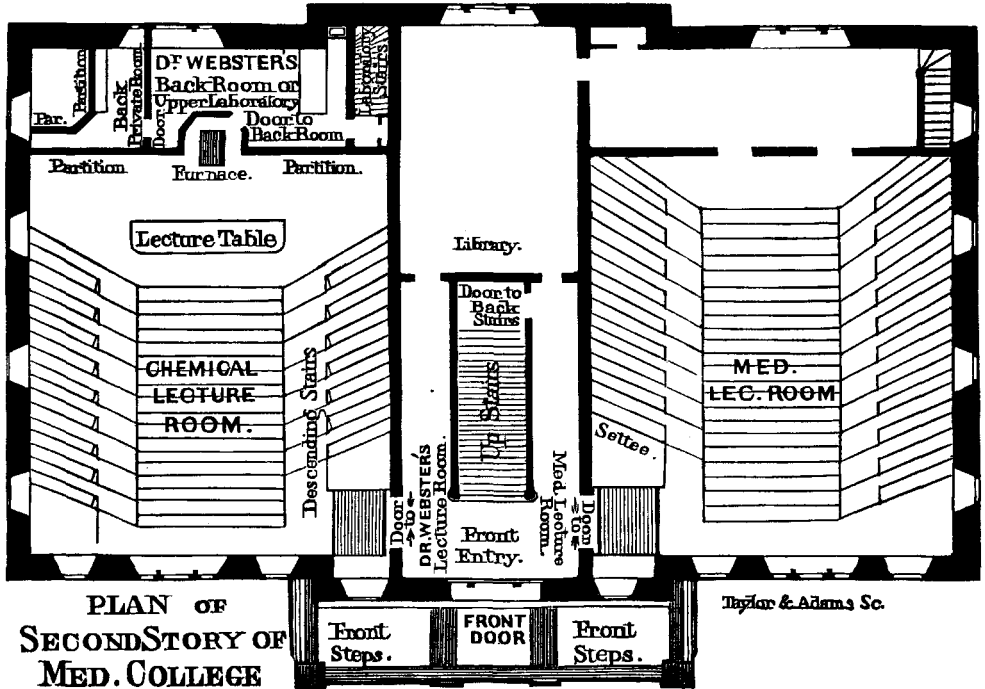 DR. WEBSTER'S
Back Room or
Upper Laboratory
Laboratory
Stairs
Partition
Back
Private Room
Par.
Door
Door to
Back Room
Partition
Furnace.
Partition.
Lecture Table
Library.
Door to
Back
Stairs
Up Stairs
CHEMICAL
LECTURE
ROOM.
Descending Stairs
MED.
LEC. ROOM
Settee.
Door
to
DR. WEBSTER'S
Lecture Room.
Med. Lecture
Room.
Door
to
Front
Entry.
PLAN OF
SECOND STORY OF
MED. COLLEGE
Front
Steps.
FRONT
DOOR
Front
Steps.
Taylor & Adams Sc.